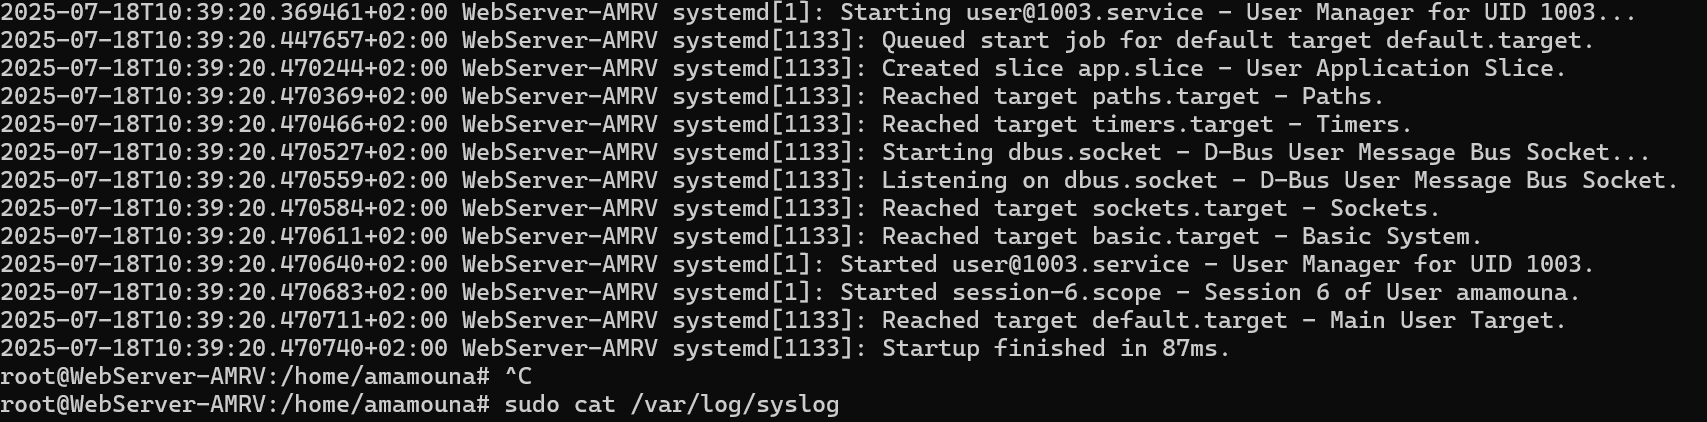 2025-07-18T10:39:20.369461+02:00 WebServer-AMRV systemd[1]: Starting user@1003.service - User Manager for UID 1003...
2025-07-18T10:39:20.447657+02:00 WebServer-AMRV systemd[1133]: Queued start job for default target default.target.
2025-07-18T10:39:20.470244+02:00 WebServer-AMRV systemd[1133]: Created slice app.slice - User Application Slice.
2025-07-18T10:39:20.470369+02:00 WebServer-AMRV systemd[1133]: Reached target paths.target - Paths.
2025-07-18T10:39:20.470466+02:00 WebServer-AMRV systemd[1133]: Reached target timers.target - Timers.
2025-07-18T10:39:20.470527+02:00 WebServer-AMRV systemd[1133]: Starting dbus.socket - D-Bus User Message Bus Socket...
2025-07-18T10:39:20.470559+02:00 WebServer-AMRV systemd[1133]: Listening on dbus.socket - D-Bus User Message Bus Socket.
2025-07-18T10:39:20.470584+02:00 WebServer-AMRV systemd[1133]: Reached target sockets.target - Sockets.
2025-07-18T10:39:20.470611+02:00 WebServer-AMRV systemd[1133]: Reached target basic.target - Basic System.
2025-07-18T10:39:20.470640+02:00 WebServer-AMRV systemd[1]: Started user@1003.service - User Manager for UID 1003.
2025-07-18T10:39:20.470683+02:00 WebServer-AMRV systemd[1]: Started session-6.scope - Session 6 of User amamouna.
2025-07-18T10:39:20.470711+02:00 WebServer-AMRV systemd[1133]: Reached target default.target - Main User Target.
2025-07-18T10:39:20.470740+02:00 WebServer-AMRV systemd[1133]: Startup finished in 87ms.
root@WebServer-AMRV:/home/amamouna# ^C
root@WebServer-AMRV:/home/amamouna# sudo cat /var/log/syslog